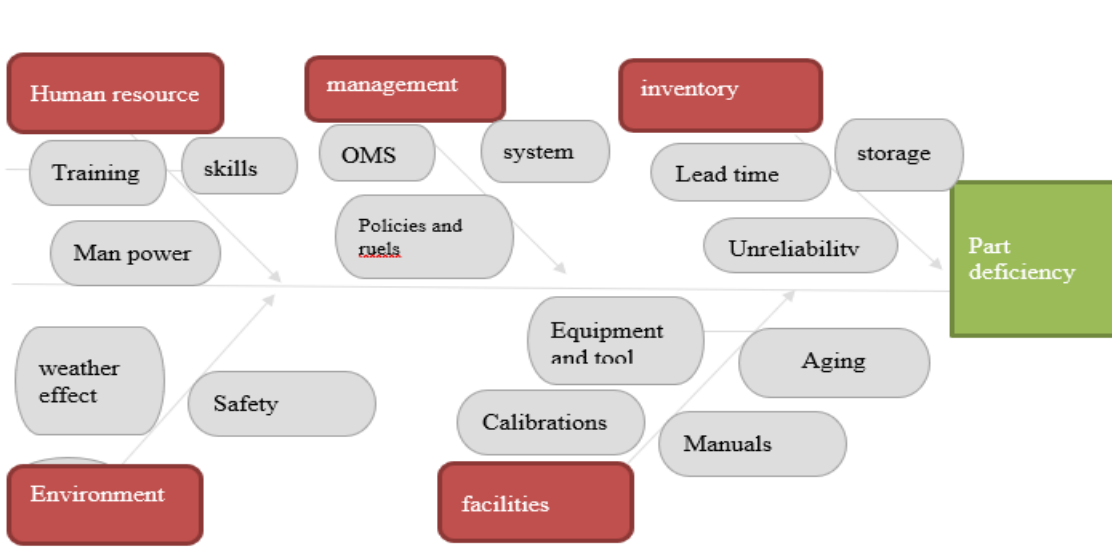 Human resource
management
inventory
Training
skills
OMS
system
Lead time
storage
Man power
Policies and
ruels
Unreliability
Part
deficiency
weather
effect
Safety
Equipment
and tool
Aging
Calibrations
Manuals
Environment
facilities